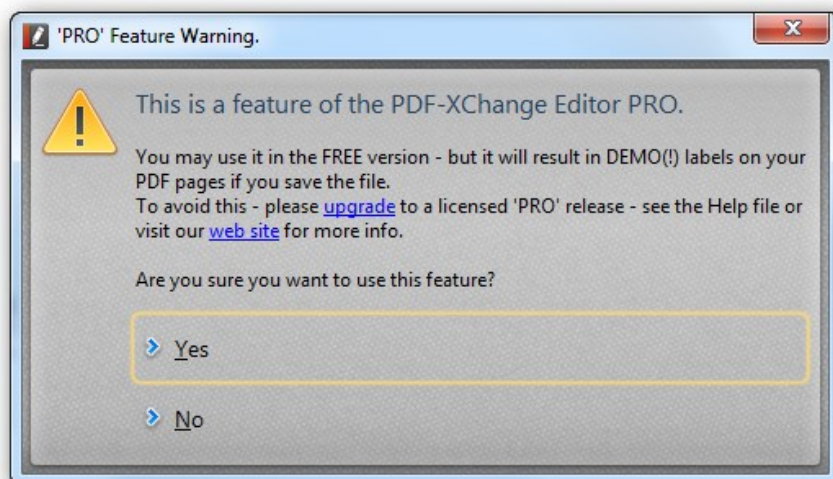 'PRO' Feature Warning.
This is a feature of the PDF-XChange Editor PRO.
You may use it in the FREE version - but it will result in DEMO(!) labels on your
PDF pages if you save the file.
To avoid this - please upgrade to a licensed 'PRO' release - see the Help file or
visit our web site for more info.
Are you sure you want to use this feature?
Yes
No